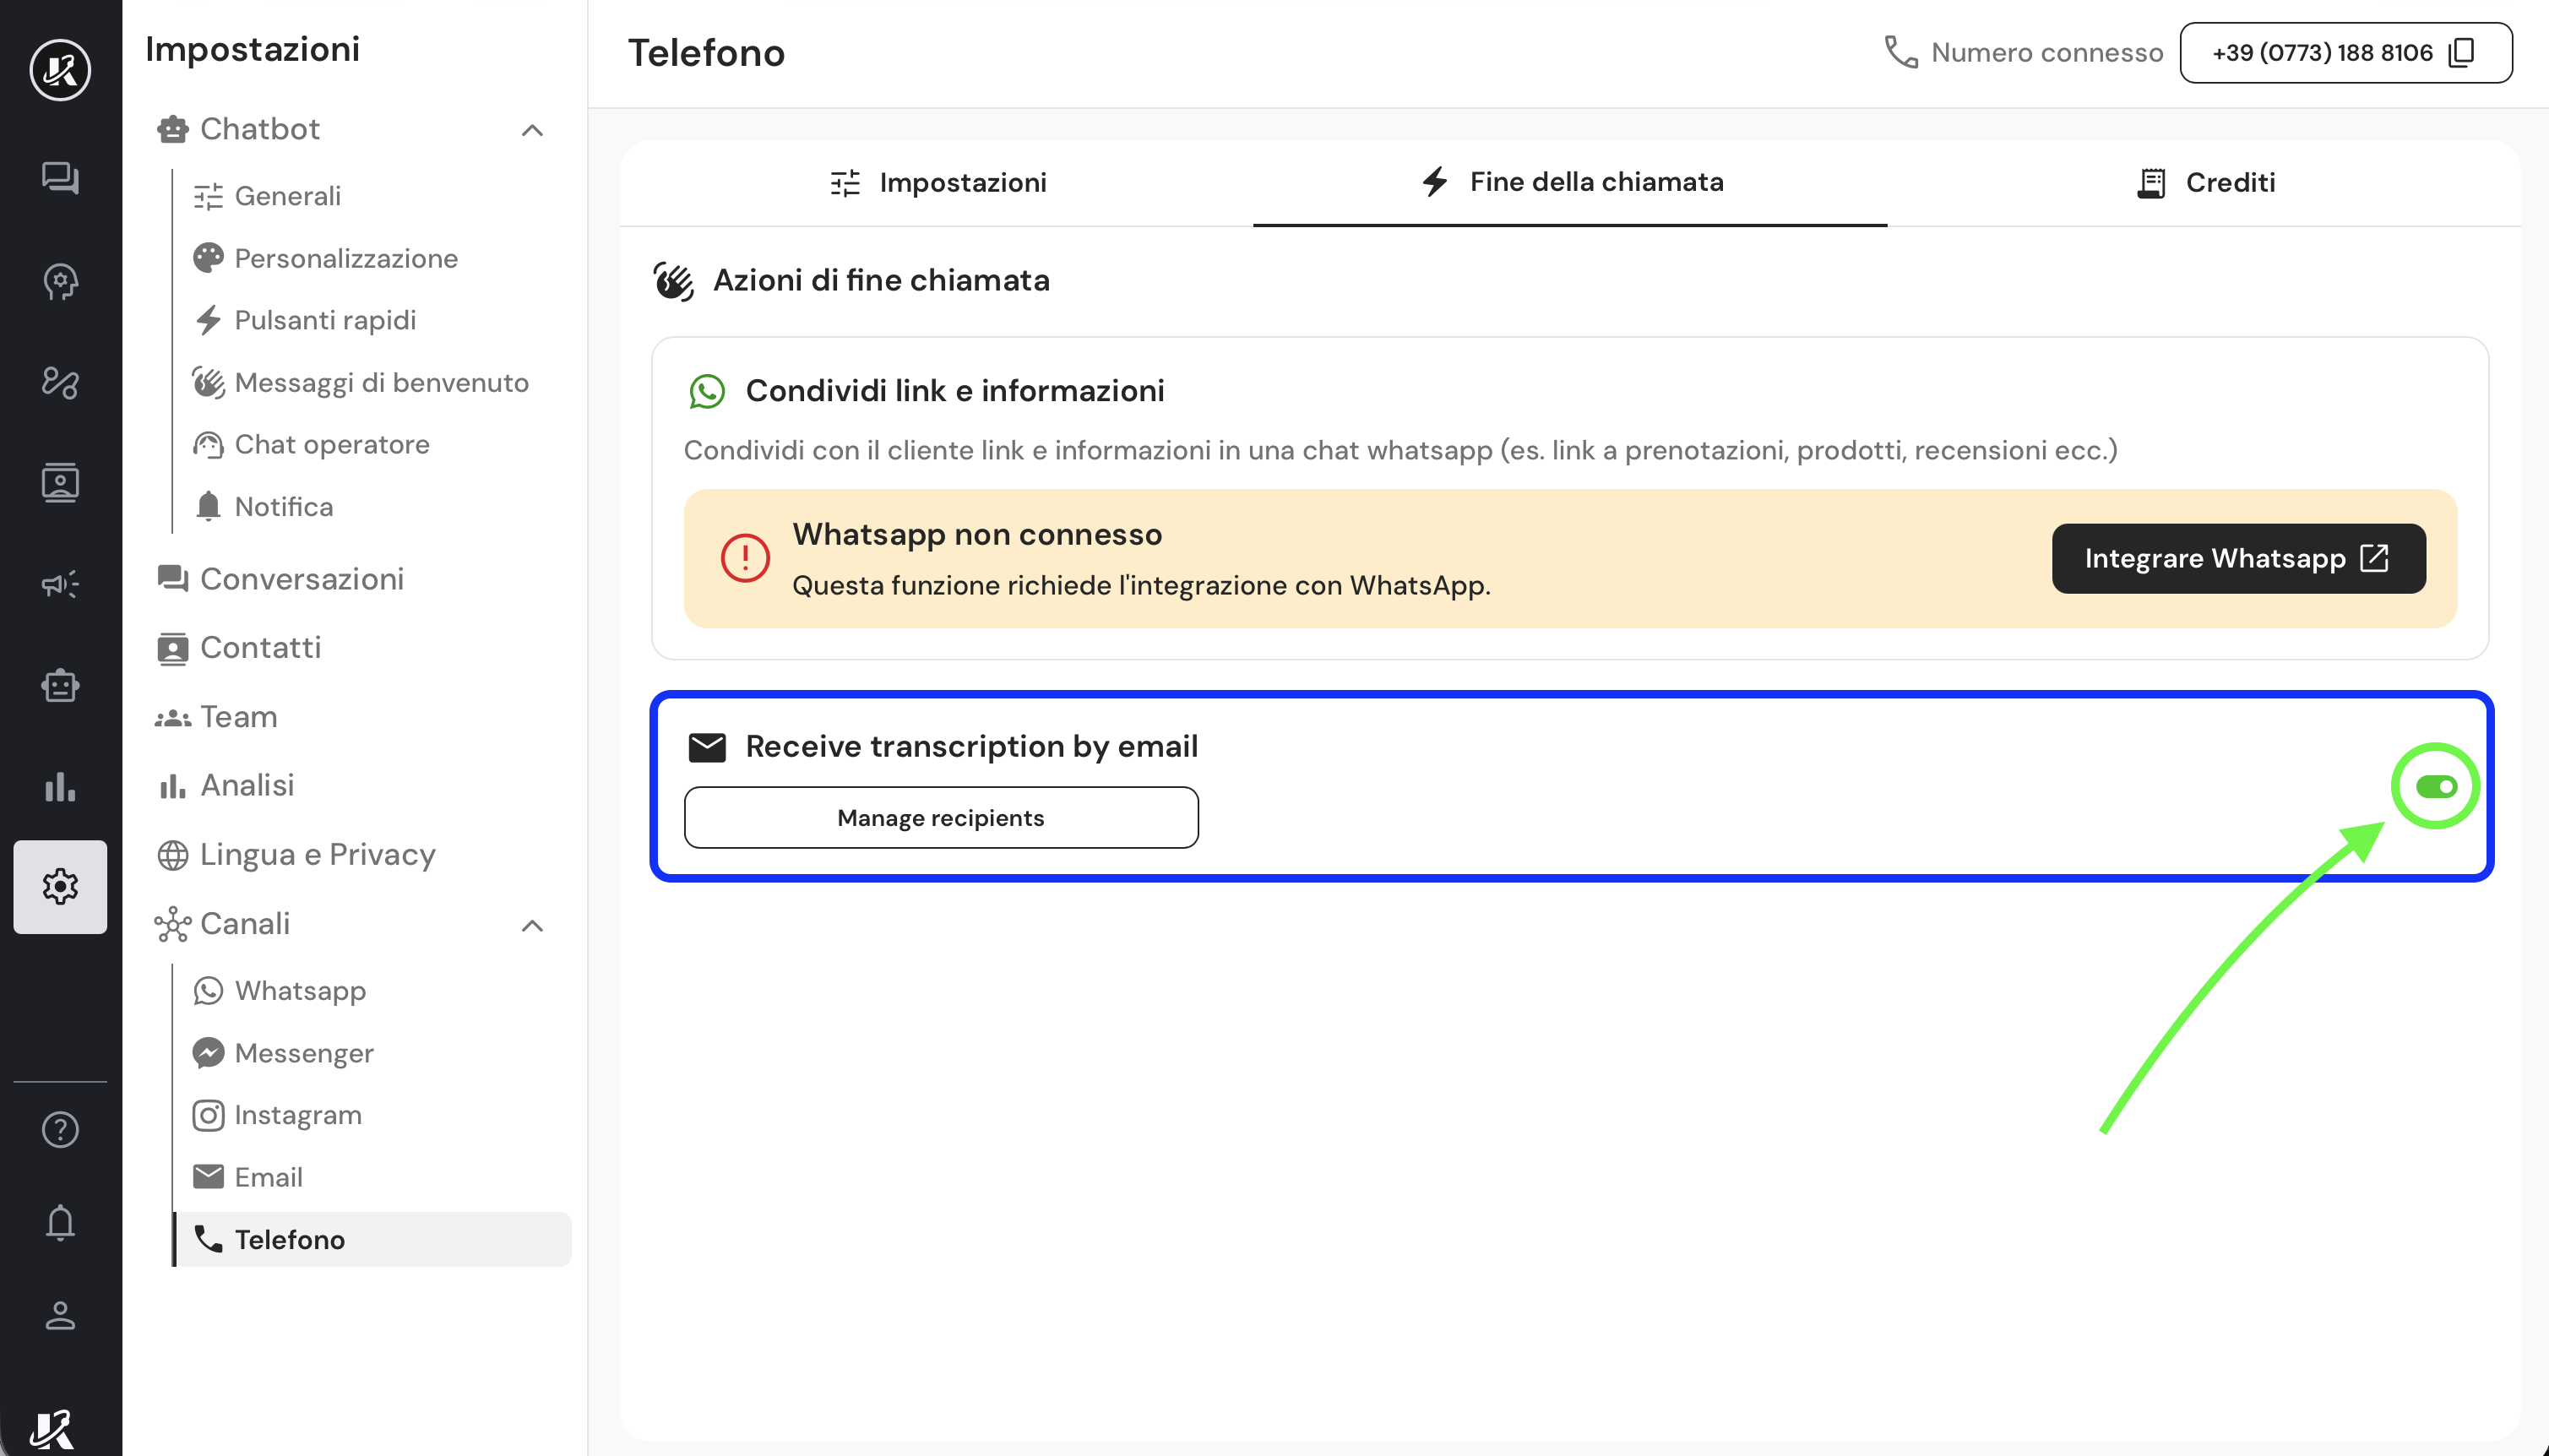 Impostazioni
Chatbot
Generali
Personalizzazione
Pulsanti rapidi
Messaggi di benvenuto
Chat operatore
Notifica
Conversazioni
Contatti
Team
Analisi
Lingua e Privacy
Canali
Whatsapp
Messenger
Instagram
Email
Telefono
Telefono
Numero connesso
+39 (0773) 188 8106
Impostazioni
Fine della chiamata
Crediti
Azioni di fine chiamata
Condividi link e informazioni
Condividi con il cliente link e informazioni in una chat whatsapp (es. link a prenotazioni, prodotti, recensioni ecc.)
Whatsapp non connesso
Questa funzione richiede l'integrazione con WhatsApp.
Integrare Whatsapp
Receive transcription by email
Manage recipients